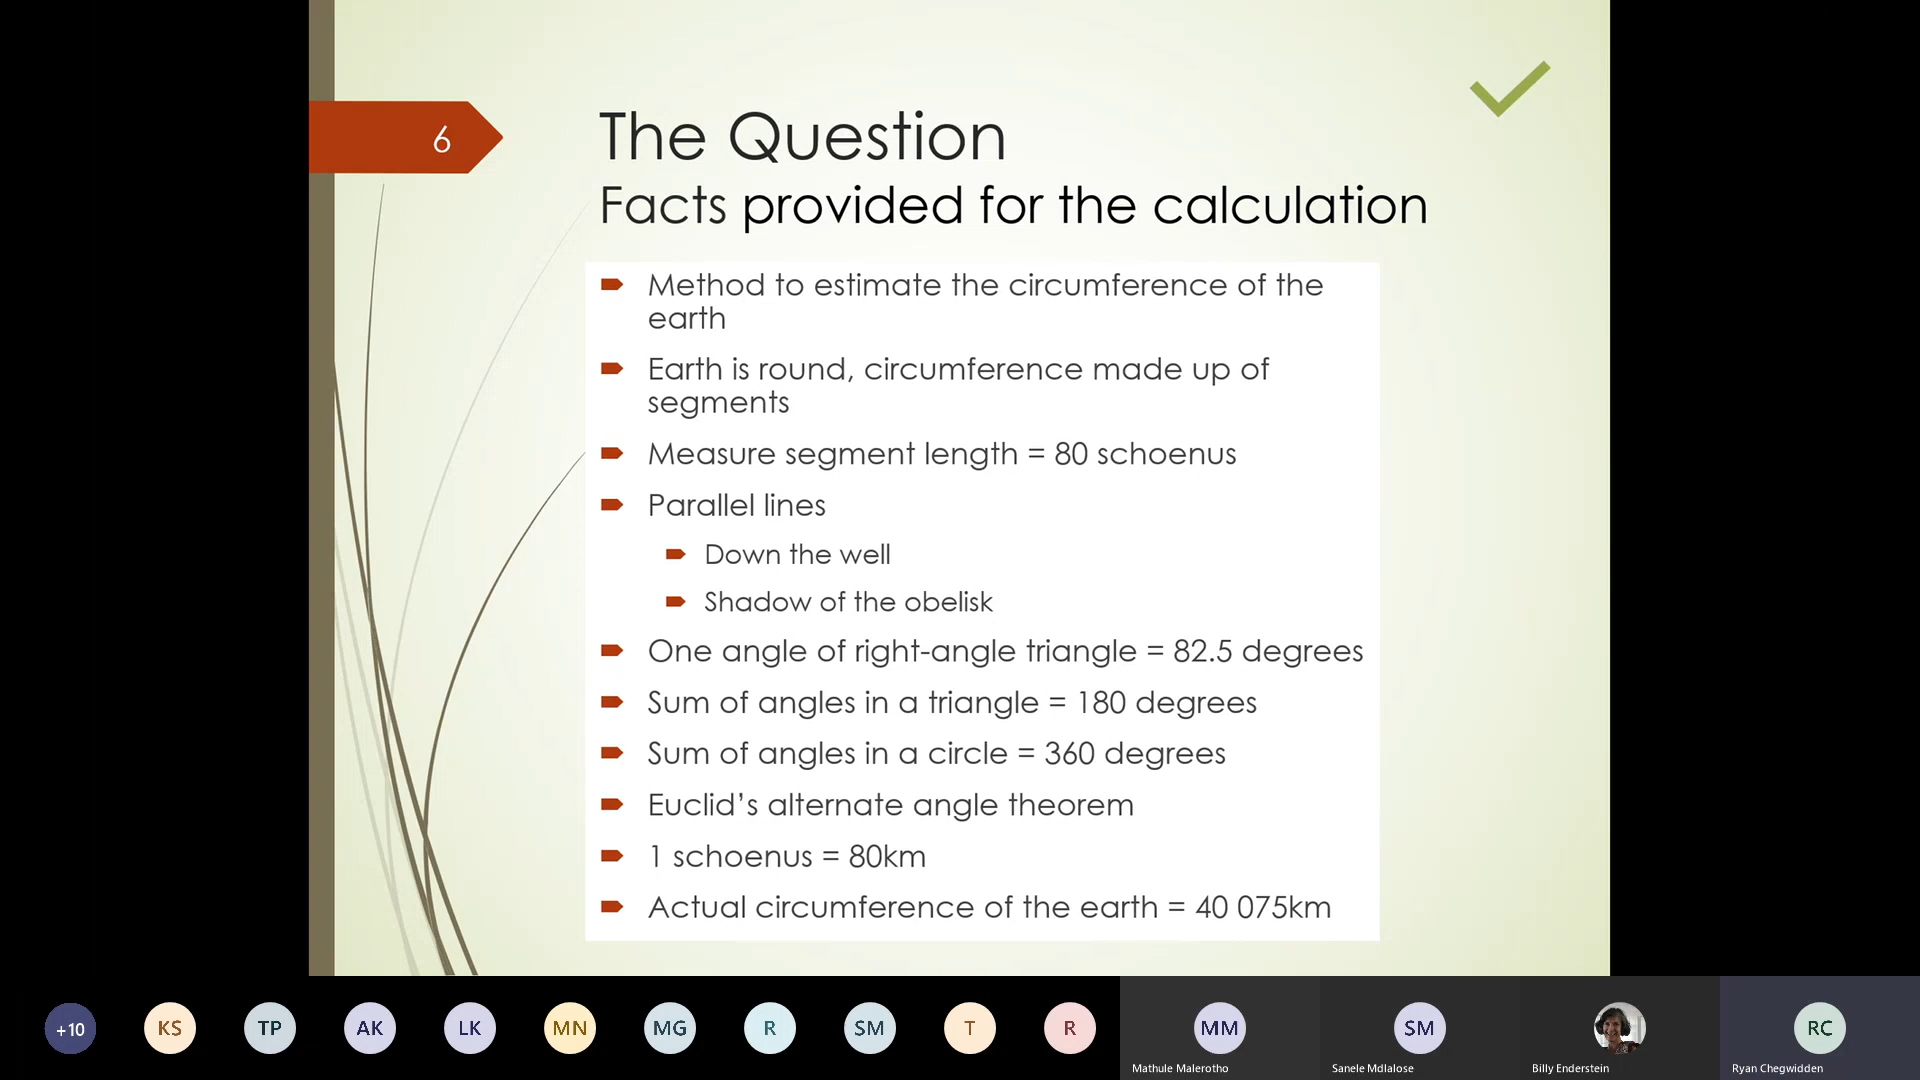 6
The Question
Facts provided for the calculation
Method to estimate the circumference of the
earth
Earth is round, circumference made up of
segments
Measure segment length = 80 schoenus
Parallel lines
Down the well
Shadow of the obelisk
One angle of right-angle triangle = 82.5 degrees
Sum of angles in a triangle = 180 degrees
Sum of angles in a circle = 360 degrees
Euclid’s alternate angle theorem
1 schoenus = 80km
Actual circumference of the earth = 40 075km
+10 KS TP AK LK MN MG R SM T R MM SM RC
Mathule Malerotho Sanele Mdlalose Billy Enderstein Ryan Chegwidden